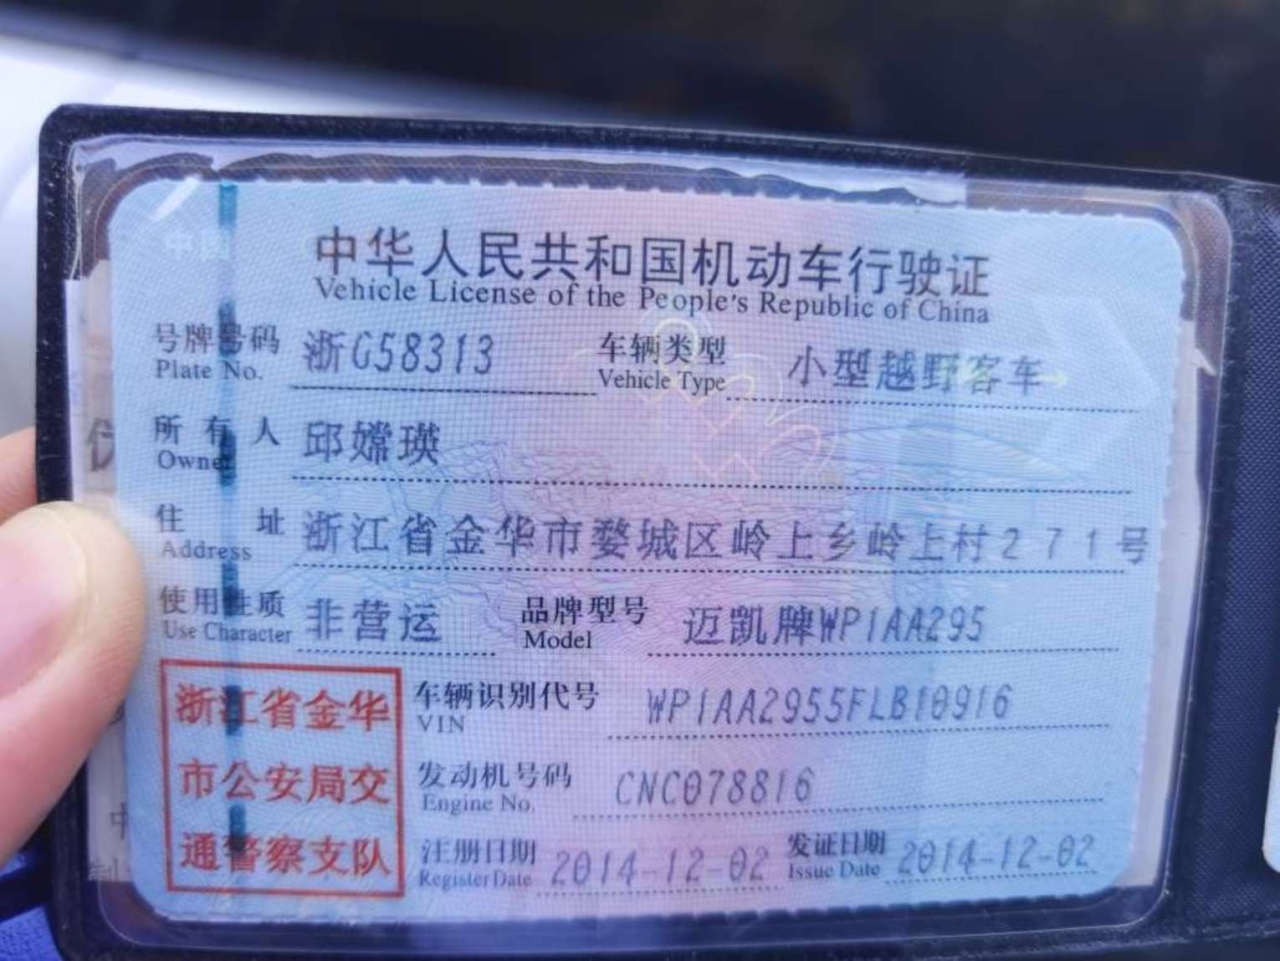 中华人民共和国机动车行驶证
Vehicle License of the People's Republic of China
号牌号码 浙G58313 车辆类型 小型越野客车
Plate No. Vehicle Type
所有人 邱嫦瑛
Owner
住址 浙江省金华市婺城区岭上乡岭上村271号
Address
使用性质 非营运 品牌型号 迈凯牌WP1AA295
Use Character Model
浙江省金华
市公安局交
通警察支队
车辆识别代号 WP1AA2955FLB10916
VIN
发动机号码 CNC078816
Engine No.
注册日期 2014-12-02 发证日期 2014-12-02
Register Date Issue Date